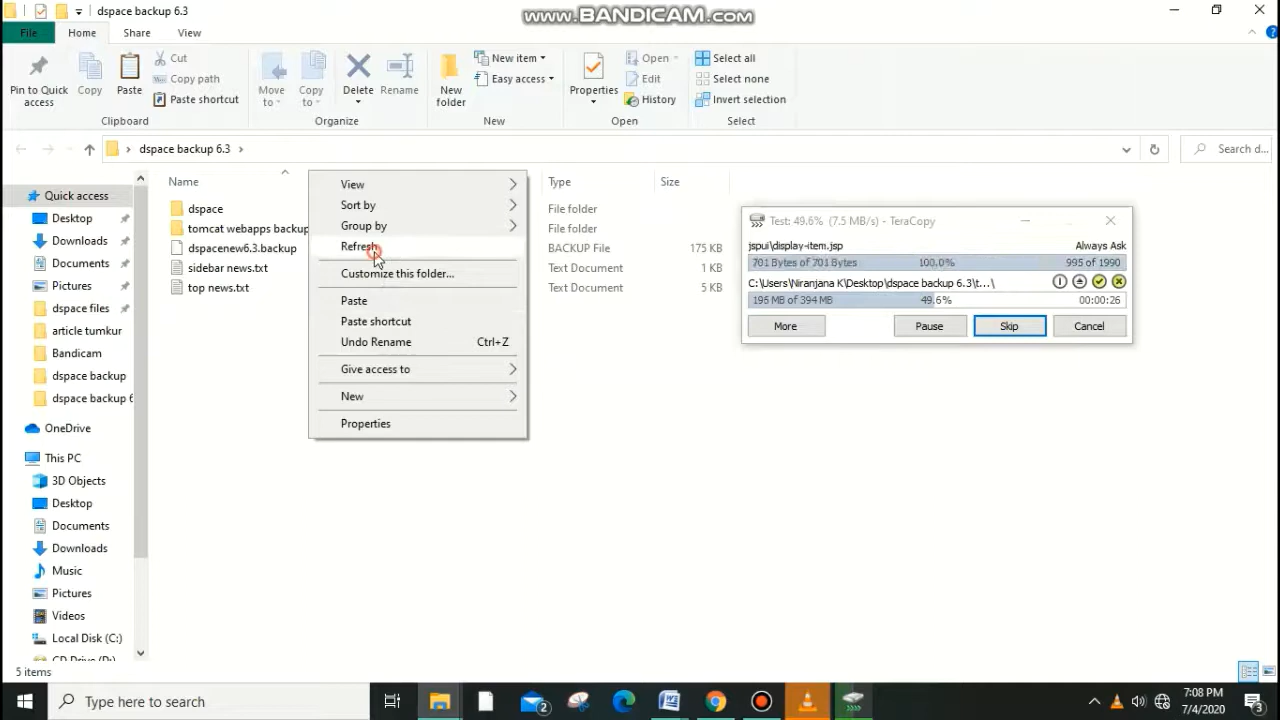 dspace backup 6.3
www.BANDICAM.com
File Home Share View
Pin to Quick access
Copy
Paste
Cut
Copy path
Paste shortcut
Clipboard
Move to
Copy to
Delete
Rename
Organize
New folder
New item
Easy access
New
Properties
Open
Edit
History
Open
Select all
Select none
Invert selection
Select
dspace backup 6.3
Search d...
Quick access
Desktop
Downloads
Documents
Pictures
dspace files
article tumkur
Bandicam
dspace backup
dspace backup 6
OneDrive
This PC
3D Objects
Desktop
Documents
Downloads
Music
Pictures
Videos
Local Disk (C:)
CD Drive (D:)
Name Type Size
dspace File folder
tomcat webapps backup File folder
dspacenew6.3.backup BACKUP File 175 KB
sidebar news.txt Text Document 1 KB
top news.txt Text Document 5 KB
View
Sort by
Group by
Refresh
Customize this folder...
Paste
Paste shortcut
Undo Rename Ctrl+Z
Give access to
New
Properties
Test: 49.6% (7.5 MB/s) - TeraCopy
jspui\display-item.jsp Always Ask
701 Bytes of 701 Bytes 100.0% 995 of 1990
C:\Users\Niranjana K\Desktop\dspace backup 6.3\t...\
196 MB of 394 MB 49.6% 00:00:26
More Pause Skip Cancel
5 items
Type here to search
2
7:08 PM
7/4/2020
3